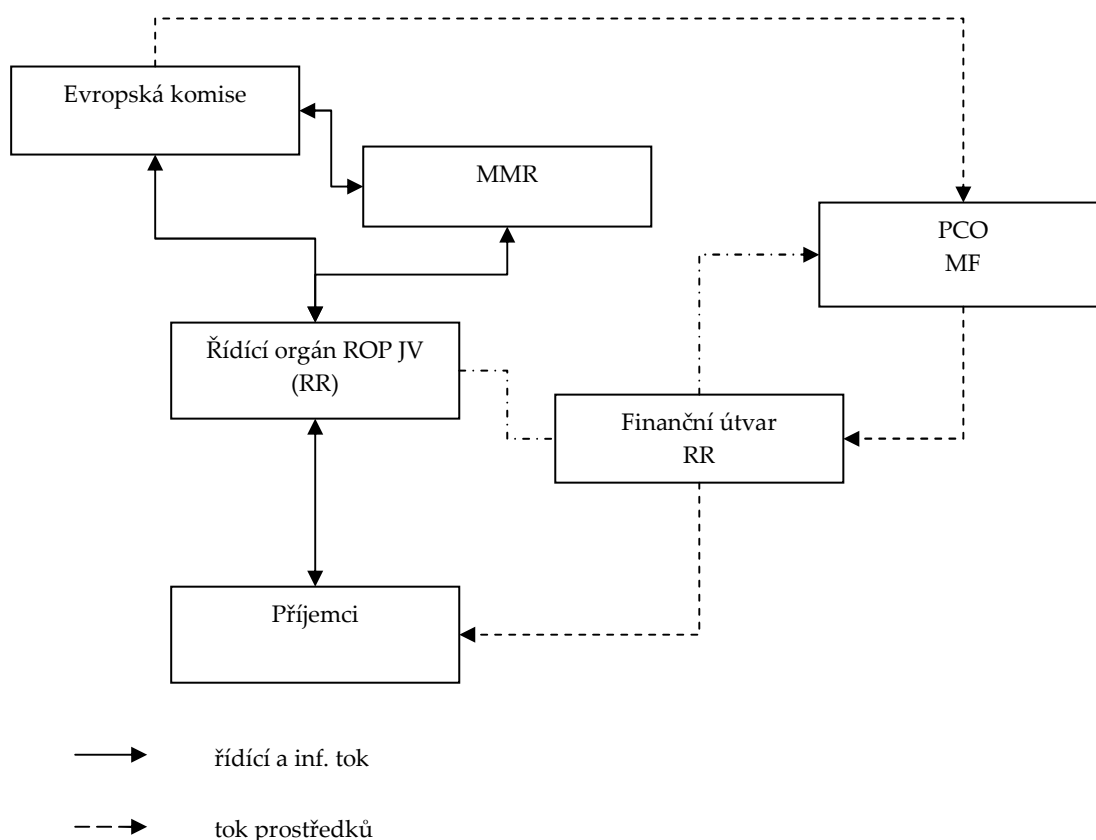 Evropská komise
MMR
PCO
MF
Řídící orgán ROP JV
(RR)
Finanční útvar
RR
Příjemci
řídící a inf. tok
tok prostředků